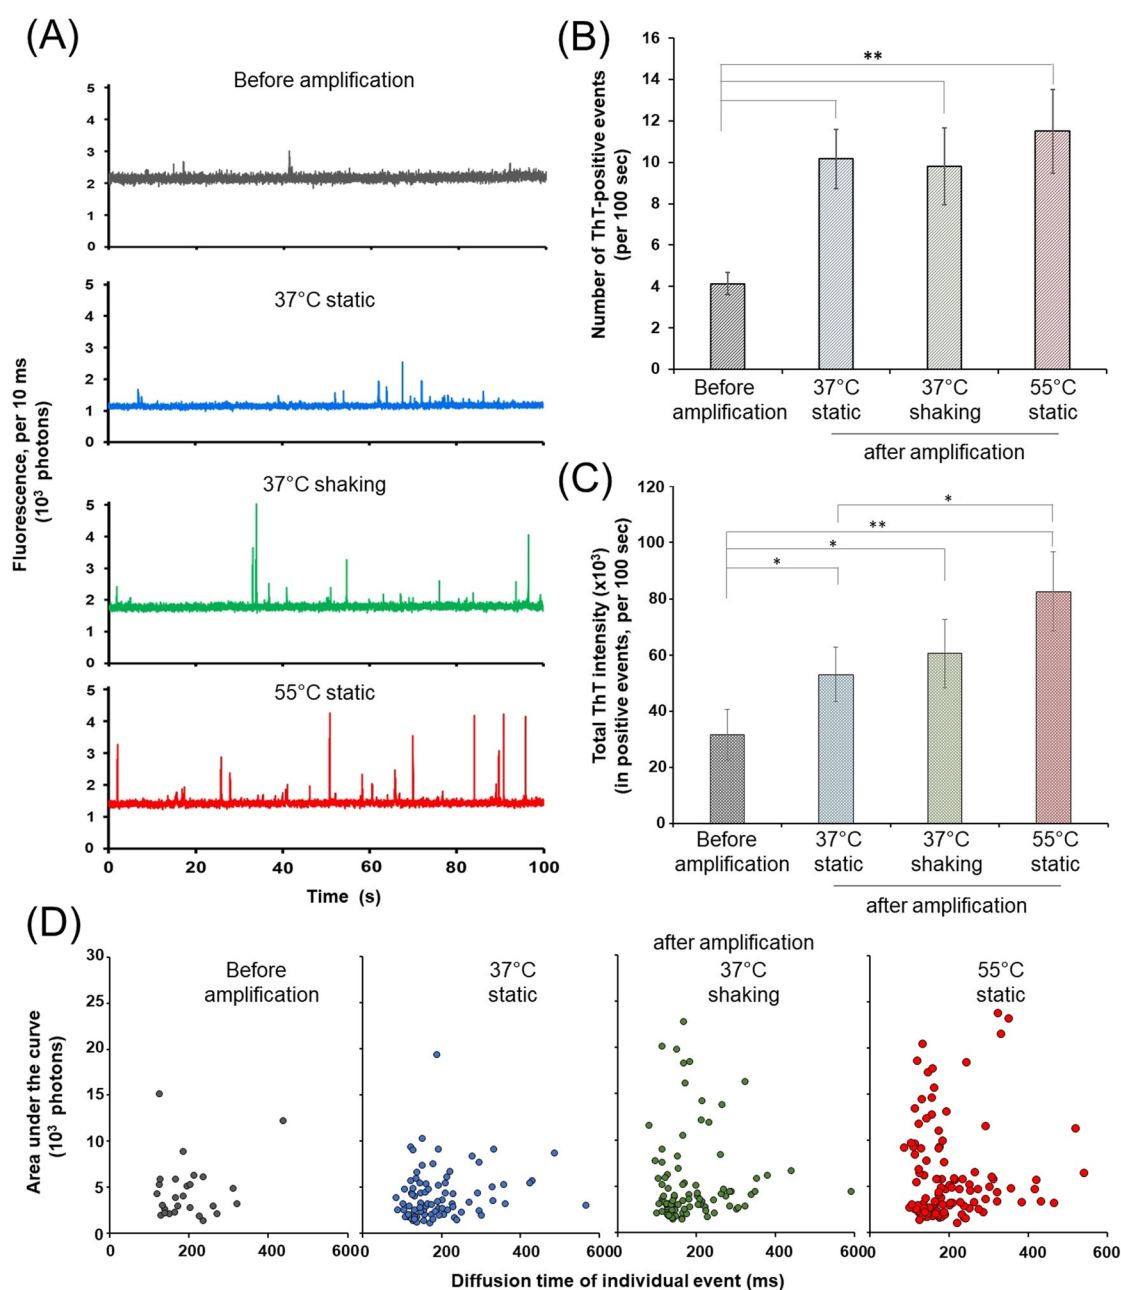 (A)
Before amplification
5
4
3
2
1
0
37°C static
5
4
3
2
1
0
37°C shaking
5
4
3
2
1
0
55°C static
5
4
3
2
1
0
0 20 40 60 80 100
Time (s)
Fluorescence, per 10 ms
(10³ photons)
(B)
16
14
12
10
8
6
4
2
0
**
Number of ThT-positive events
(per 100 sec)
Before
amplification
37°C
static
37°C
shaking
55°C
static
after amplification
(C)
120
100
80
60
40
20
0
*
**
*
*
Total ThT intensity (x10³)
(in positive events, per 100 sec)
Before
amplification
37°C
static
37°C
shaking
55°C
static
after amplification
(D)
30
25
20
15
10
5
0
Area under the curve
(10³ photons)
Before
amplification
37°C
static
after amplification
37°C
shaking
55°C
static
0 200 400 6000 200 400 6000 200 400 6000 200 400 600
Diffusion time of individual event (ms)